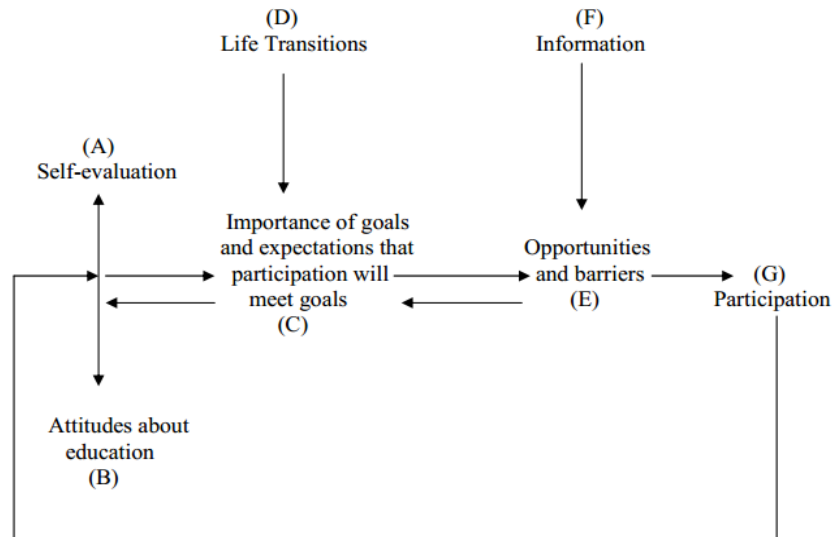 (D)
Life Transitions
(F)
Information
(A)
Self-evaluation
Importance of goals
and expectations that
participation will
meet goals
(C)
Opportunities
and barriers
(E)
(G)
Participation
Attitudes about
education
(B)